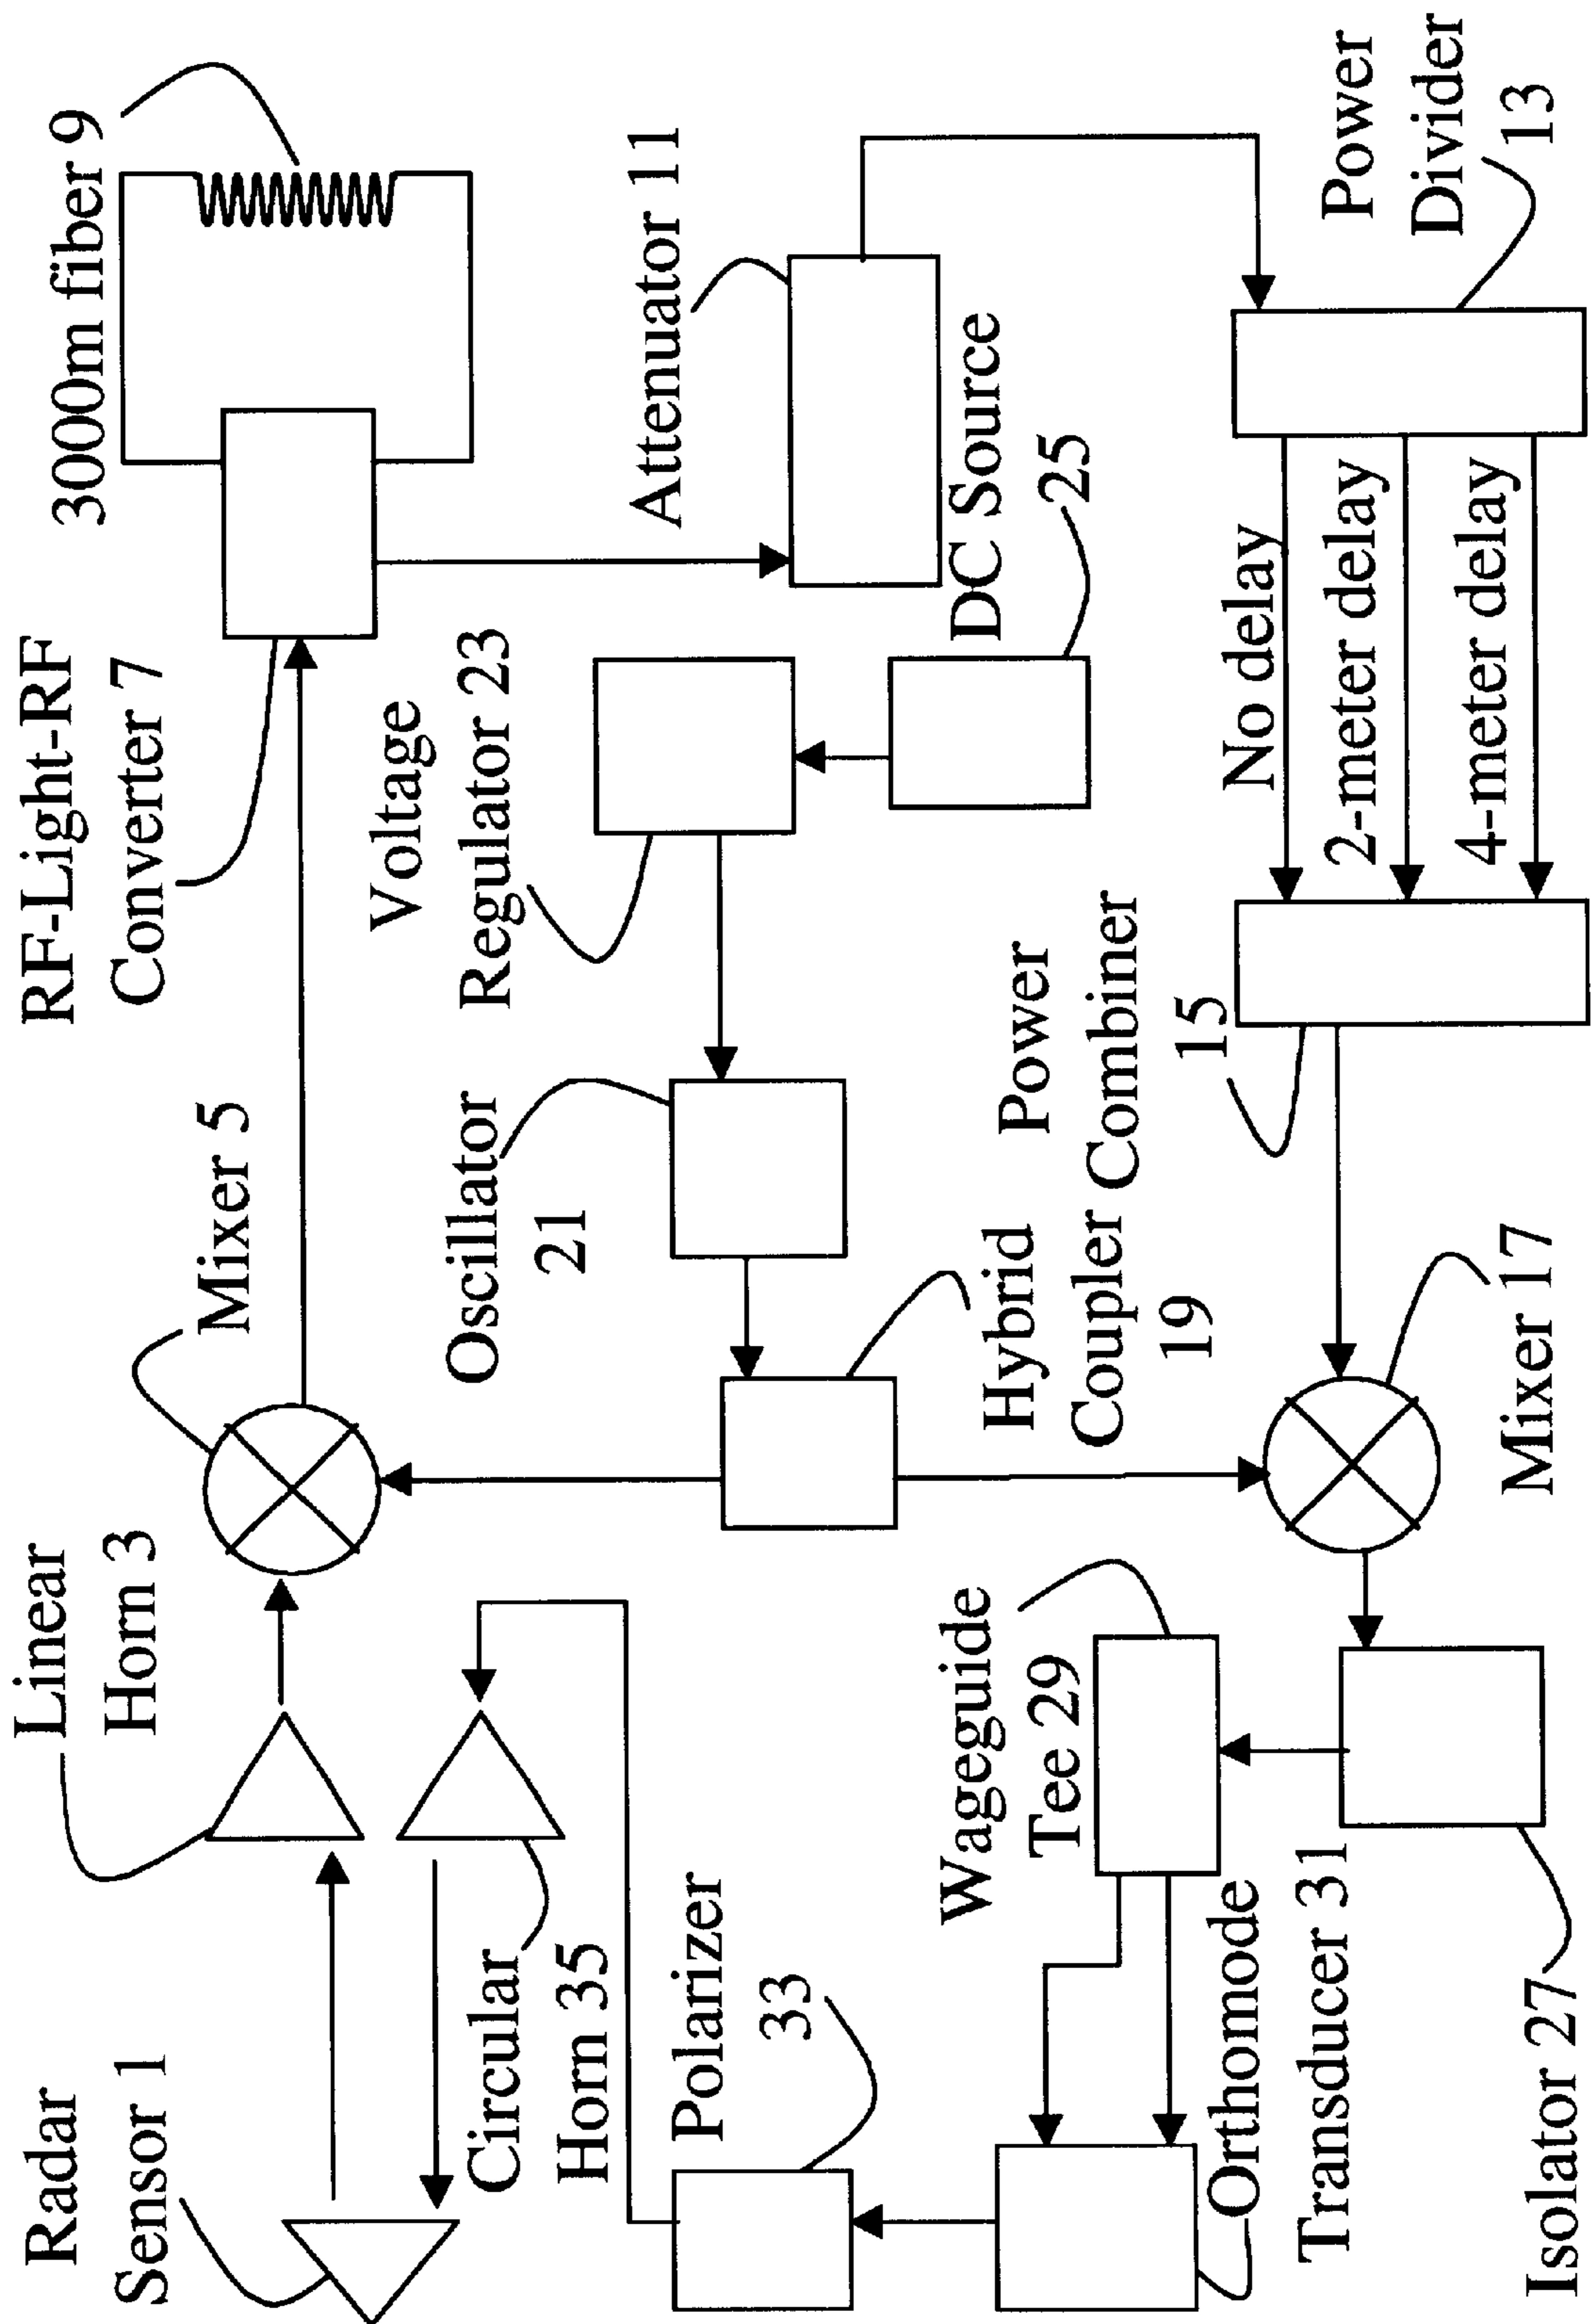 Radar
Sensor 1
Linear
Horn 3
Mixer 5
RF-Light-RF
Converter 7
3000m fiber 9
Circular
Horn 35
Oscillator
21
Voltage
Regulator 23
Attenuator 11
Polarizer
33
Wageguide
Tee 29
Hybrid
Coupler
19
Power
Combiner
15
DC Source
25
Orthomode
Transducer 31
Isolator 27
Mixer 17
No delay
2-meter delay
4-meter delay
Power
Divider
13